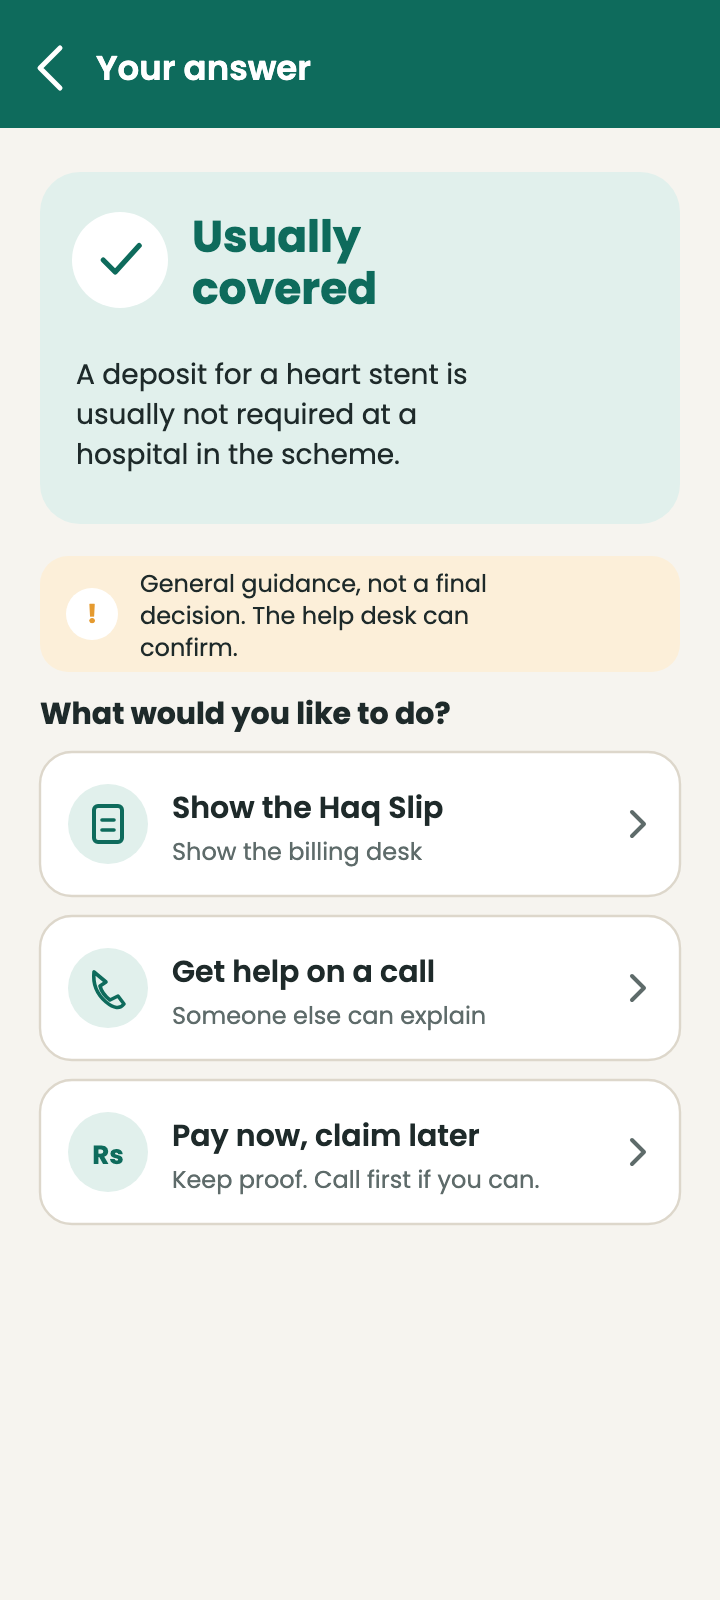 Your answer
Usually
covered
A deposit for a heart stent is
usually not required at a
hospital in the scheme.
!
General guidance, not a final
decision. The help desk can
confirm.
What would you like to do?
Show the Haq Slip
Show the billing desk
Get help on a call
Someone else can explain
Rs
Pay now, claim later
Keep proof. Call first if you can.